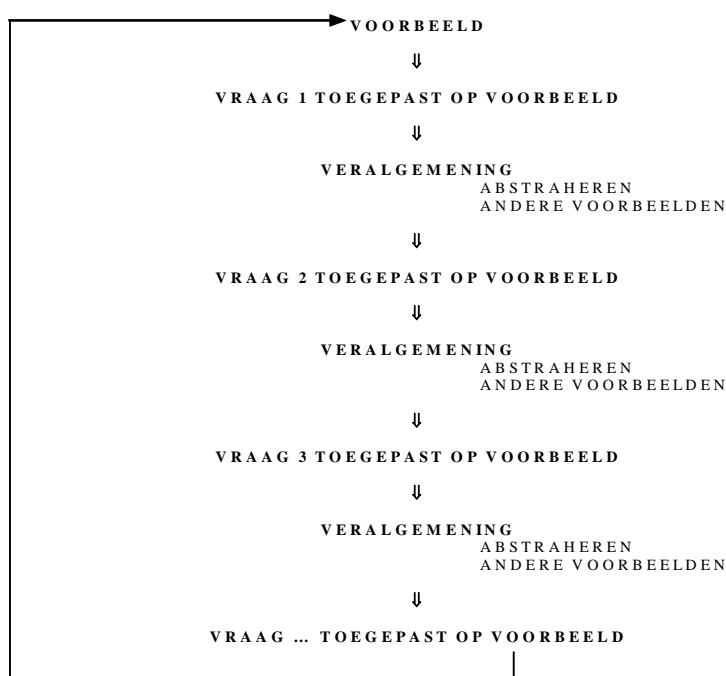 VOORBEELD
⇓
VRAAG 1 TOEGEPAST OP VOORBEELD
⇓
VERALGEMENING
ABSTRAHEREN
ANDERE VOORBEELDEN
⇓
VRAAG 2 TOEGEPAST OP VOORBEELD
⇓
VERALGEMENING
ABSTRAHEREN
ANDERE VOORBEELDEN
⇓
VRAAG 3 TOEGEPAST OP VOORBEELD
⇓
VERALGEMENING
ABSTRAHEREN
ANDERE VOORBEELDEN
⇓
VRAAG ... TOEGEPAST OP VOORBEELD